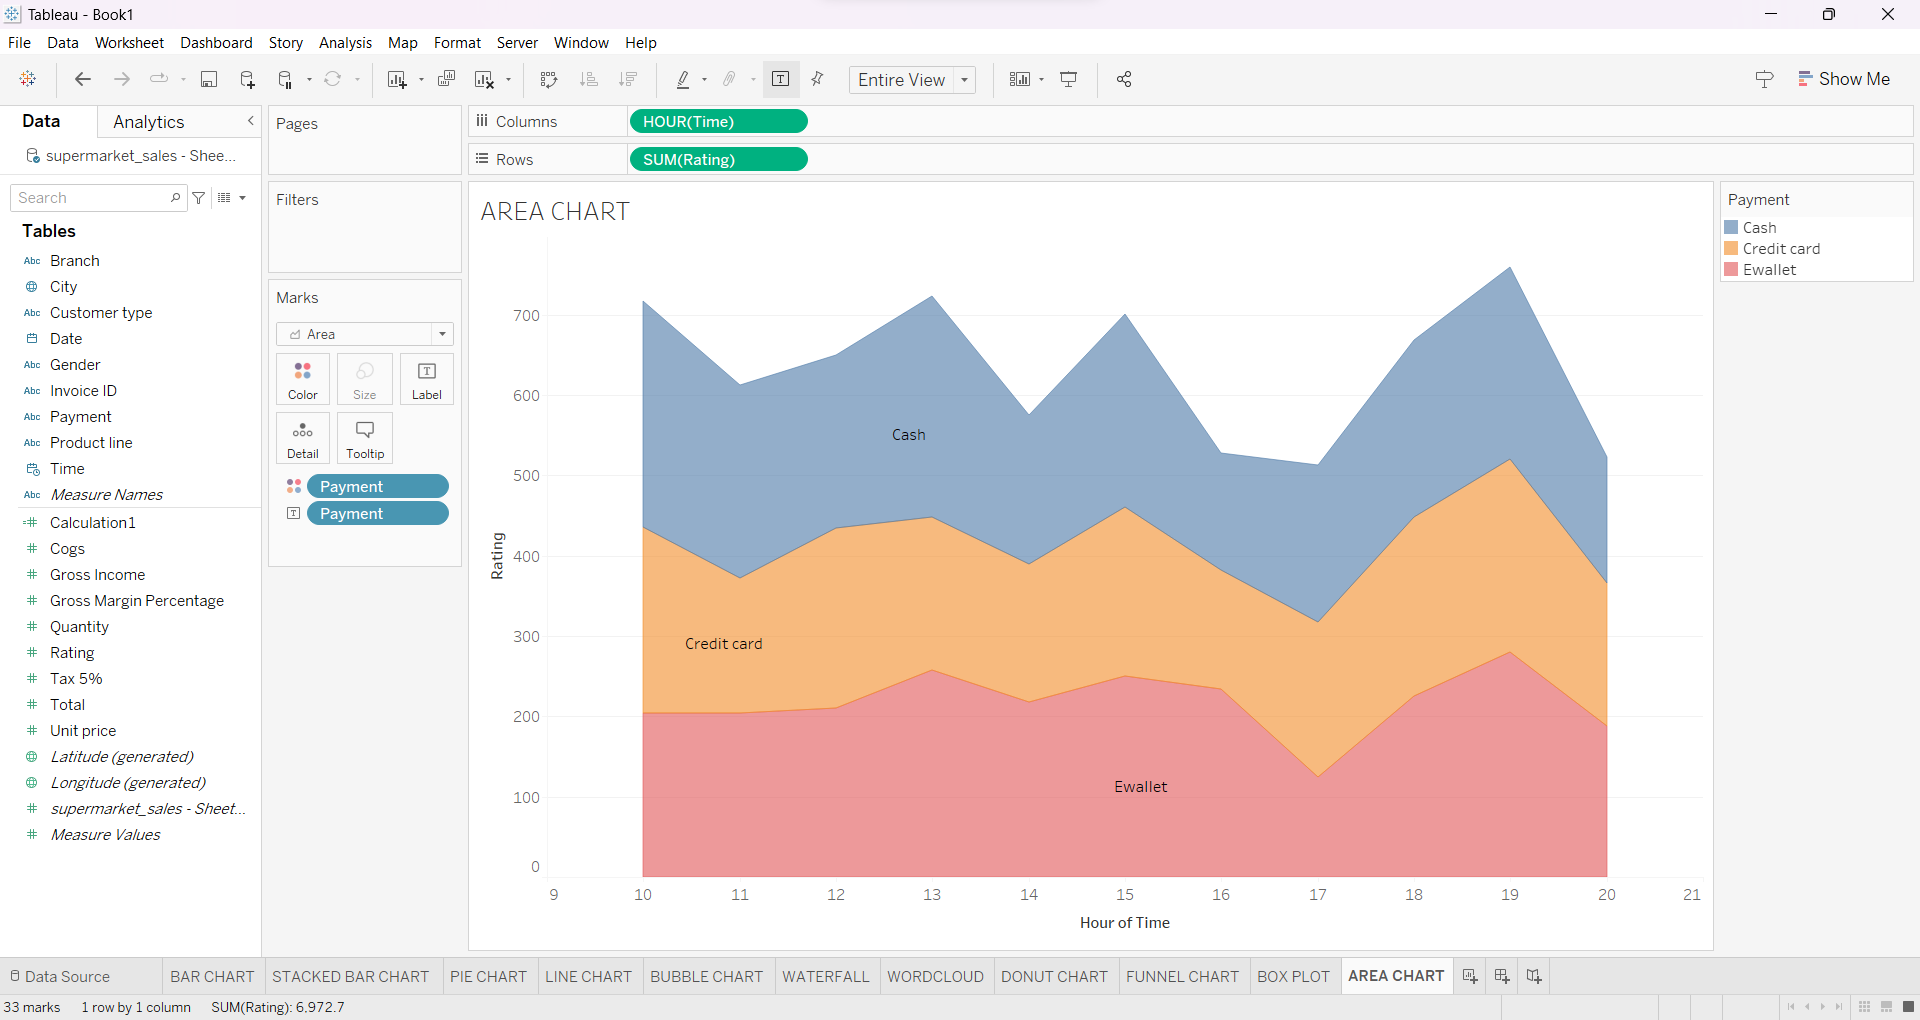 Tableau - Book1
File Data Worksheet Dashboard Story Analysis Map Format Server Window Help
Entire View
Show Me
Data Analytics
supermarket_sales - Shee...
Search
Tables
Abc Branch
City
Abc Customer type
Date
Abc Gender
Abc Invoice ID
Abc Payment
Abc Product line
Time
Abc Measure Names
=# Calculation1
# Cogs
# Gross Income
# Gross Margin Percentage
# Quantity
# Rating
# Tax 5%
# Total
# Unit price
Latitude (generated)
Longitude (generated)
# supermarket_sales - Sheet...
# Measure Values
Pages
Filters
Marks
Area
Color Size T Label
Detail Tooltip
Payment
T Payment
Columns HOUR(Time)
Rows SUM(Rating)
AREA CHART
Rating
700
600
500
400
300
200
100
0
Cash
Credit card
Ewallet
9 10 11 12 13 14 15 16 17 18 19 20 21
Hour of Time
Payment
Cash
Credit card
Ewallet
Data Source BAR CHART STACKED BAR CHART PIE CHART LINE CHART BUBBLE CHART WATERFALL WORDCLOUD DONUT CHART FUNNEL CHART BOX PLOT AREA CHART
33 marks 1 row by 1 column SUM(Rating): 6,972.7